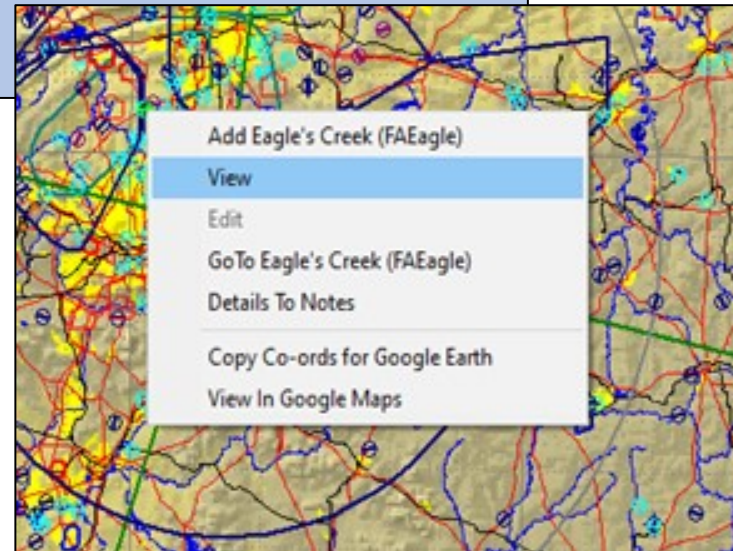 Add Eagle's Creek (FAEagle)
View
Edit
GoTo Eagle's Creek (FAEagle)
Details To Notes
Copy Co-ords for Google Earth
View In Google Maps